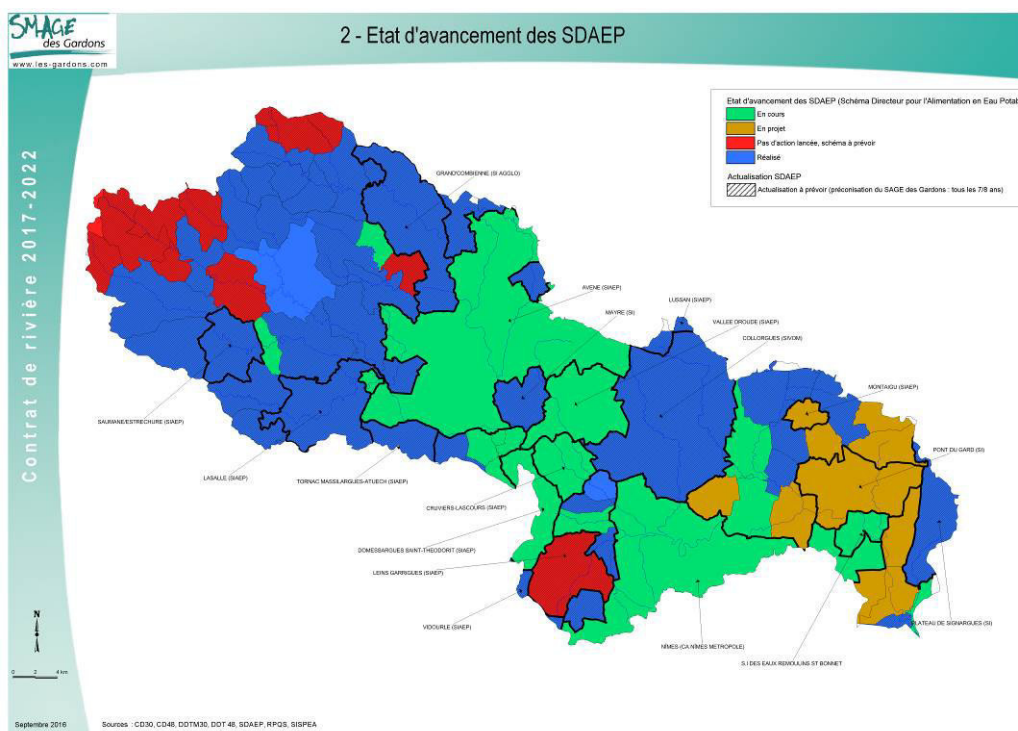 SMAGE
des Gardons
www.les-gardons.com
2 - Etat d'avancement des SDAEP
Contrat de rivière 2017-2022
Etat d'avancement des SDAEP (Schéma Directeur pour l'Alimentation en Eau Potab
En cours
En projet
Pas d'action lancée, schéma à prévoir
Réalisé
Actualisation SDAEP
Actualisation à prévoir (préconisation du SAGE des Gardons : tous les 7/8 ans)
GRAND'COMBIENNE (SI AGGLO)
AVENE (SIAEP)
MAYRE (SI)
LUSSAN (SIAEP)
VALLEE DROUDE (SIAEP)
COLLORGUES (SIVOM)
MONTAIGU (SIAEP)
PONT DU GARD (SI)
SAUMANE/ESTRECHURE (SIAEP)
LASALLE (SIAEP)
TORNAC MASSILARGUES-ATUECH (SIAEP)
CRUVIERS-LASCOURS (SIAEP)
DOMESSARGUES SAINT-THEODORIT (SIAEP)
LEINS GARRIGUES (SIAEP)
VIDOURLE (SIAEP)
NÎMES-(CA NÎMES METROPOLE)
PLATEAU DE SIGNARGUES (SI)
S.I DES EAUX REMOULINS ST BONNET
N
0 2 4 km
Septembre 2016
Sources : CD30, CD48, DDTM30, DDT 48, SDAEP, RPQS, SISPEA